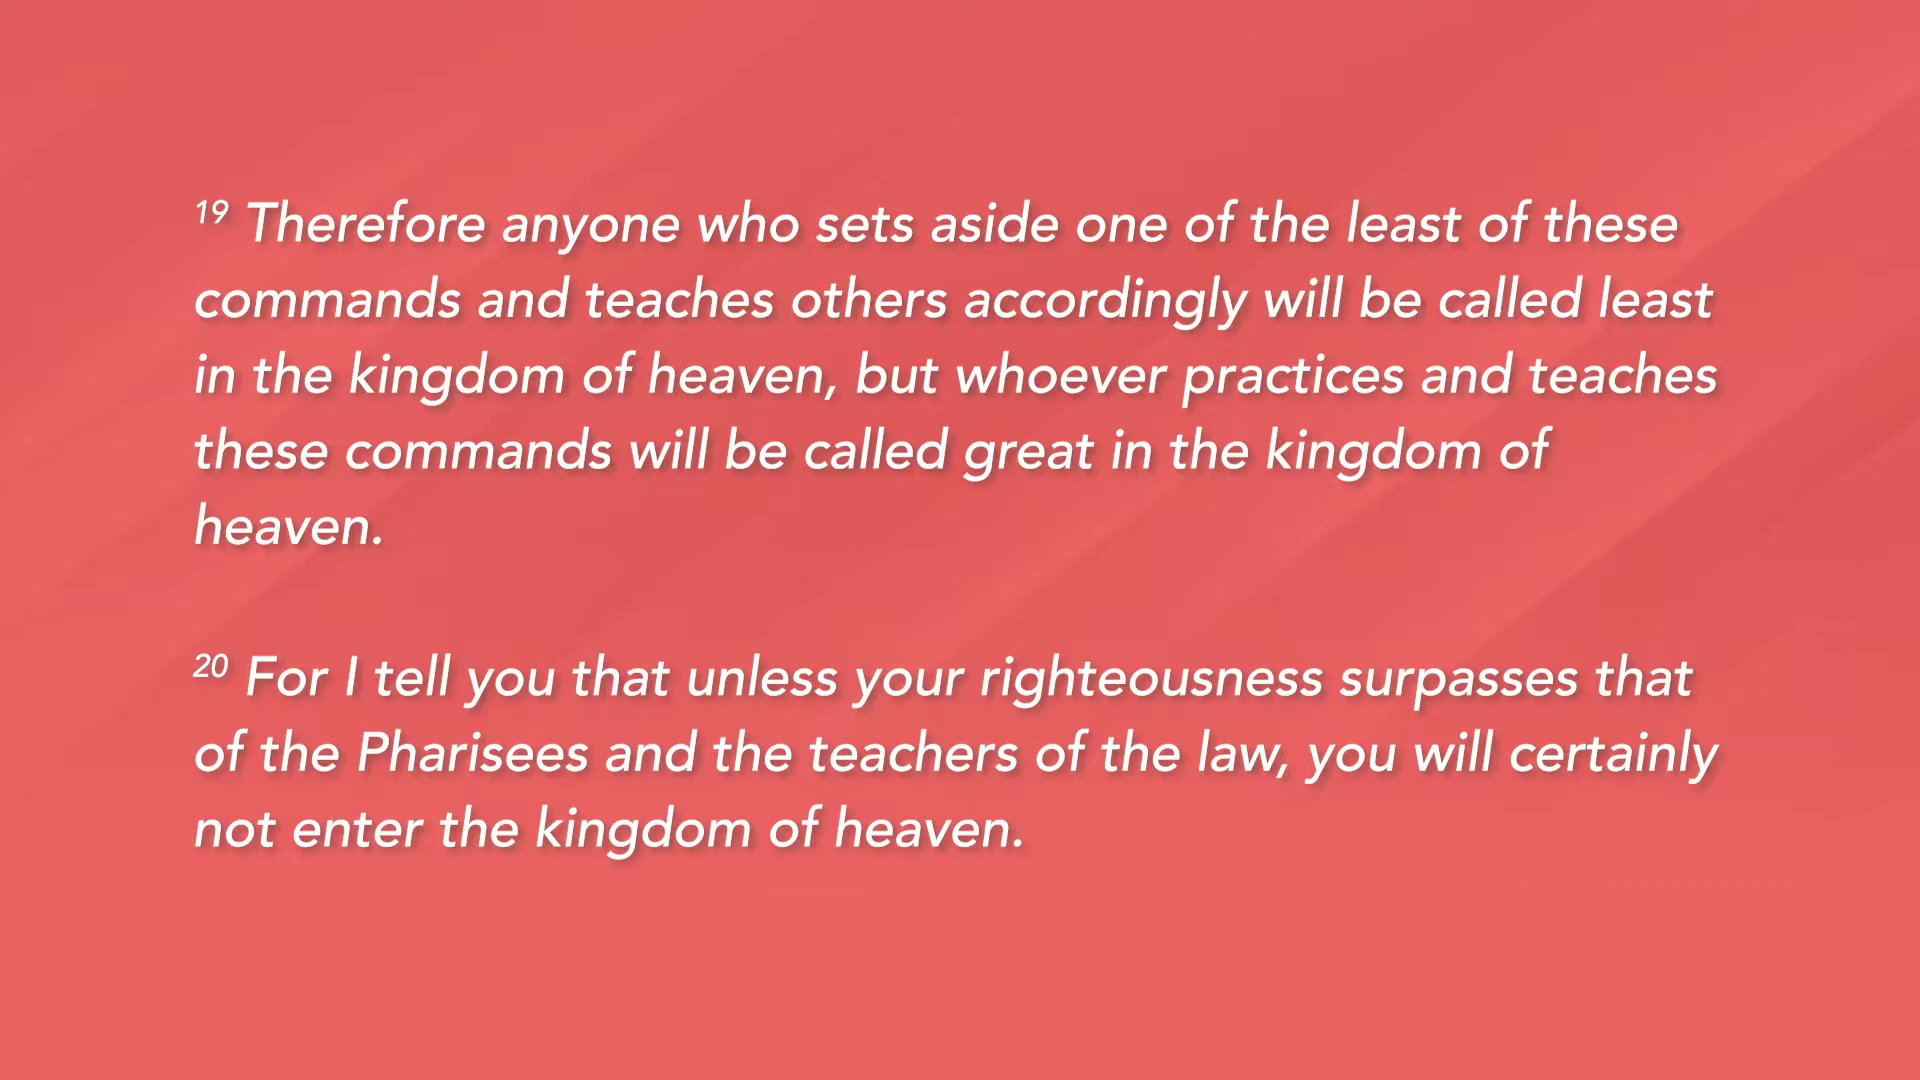 19 Therefore anyone who sets aside one of the least of these
commands and teaches others accordingly will be called least
in the kingdom of heaven, but whoever practices and teaches
these commands will be called great in the kingdom of
heaven.
20 For I tell you that unless your righteousness surpasses that
of the Pharisees and the teachers of the law, you will certainly
not enter the kingdom of heaven.